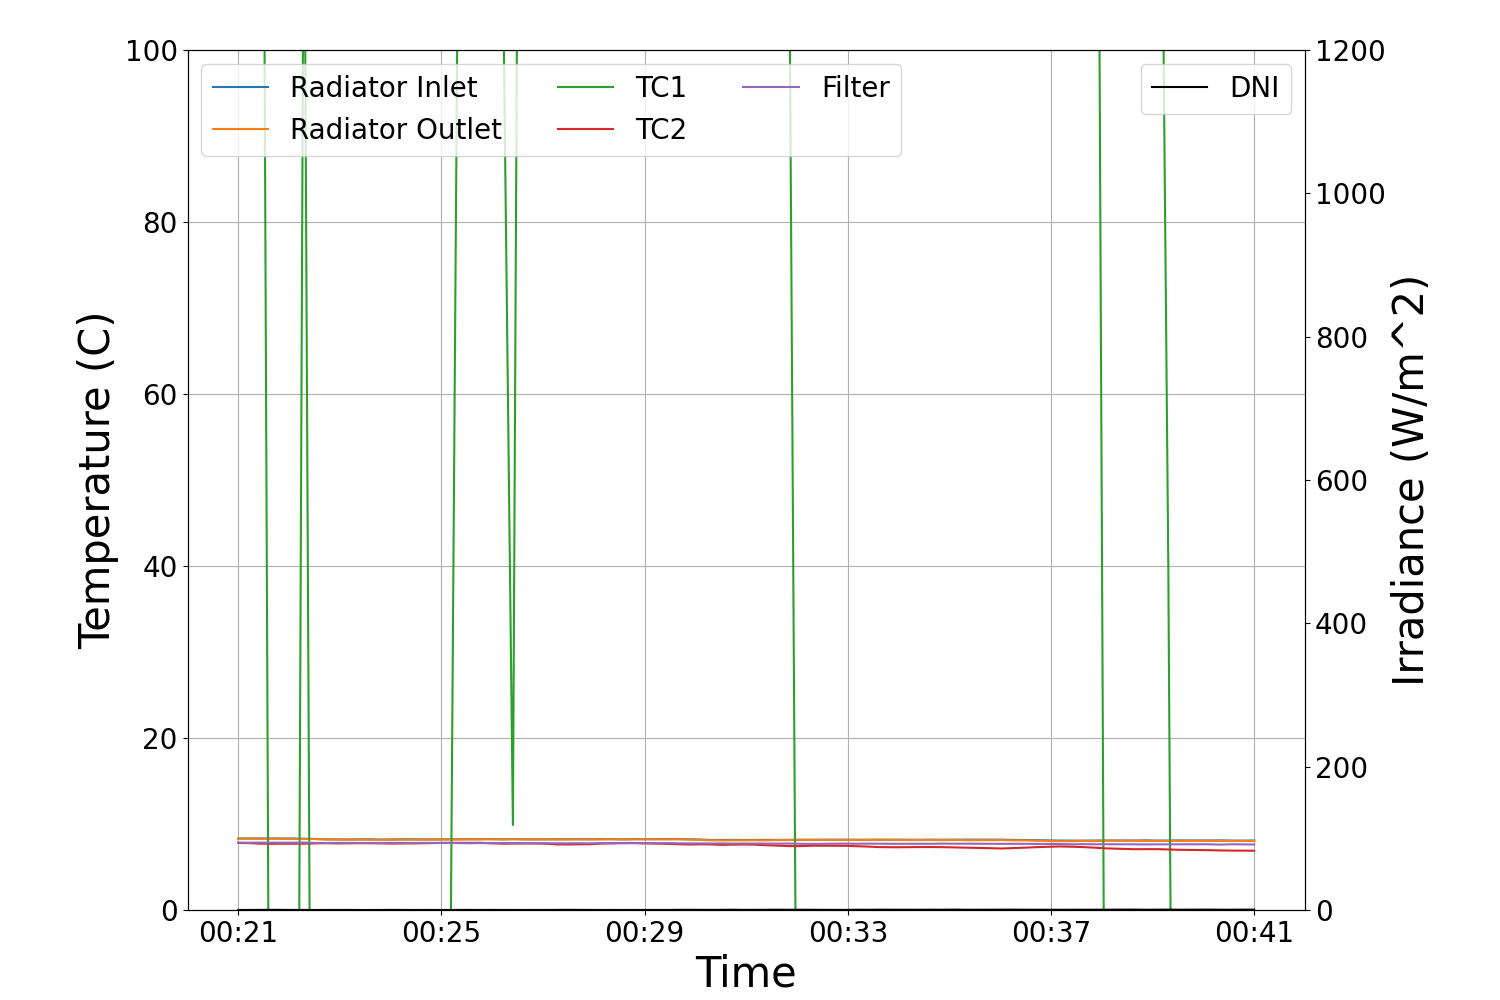 100
80
60
40
20
0
Temperature (C)
Radiator Inlet
Radiator Outlet
TC1
TC2
Filter
DNI
1200
1000
800
600
400
200
0
Irradiance (W/m^2)
00:21 00:25 00:29 00:33 00:37 00:41
Time